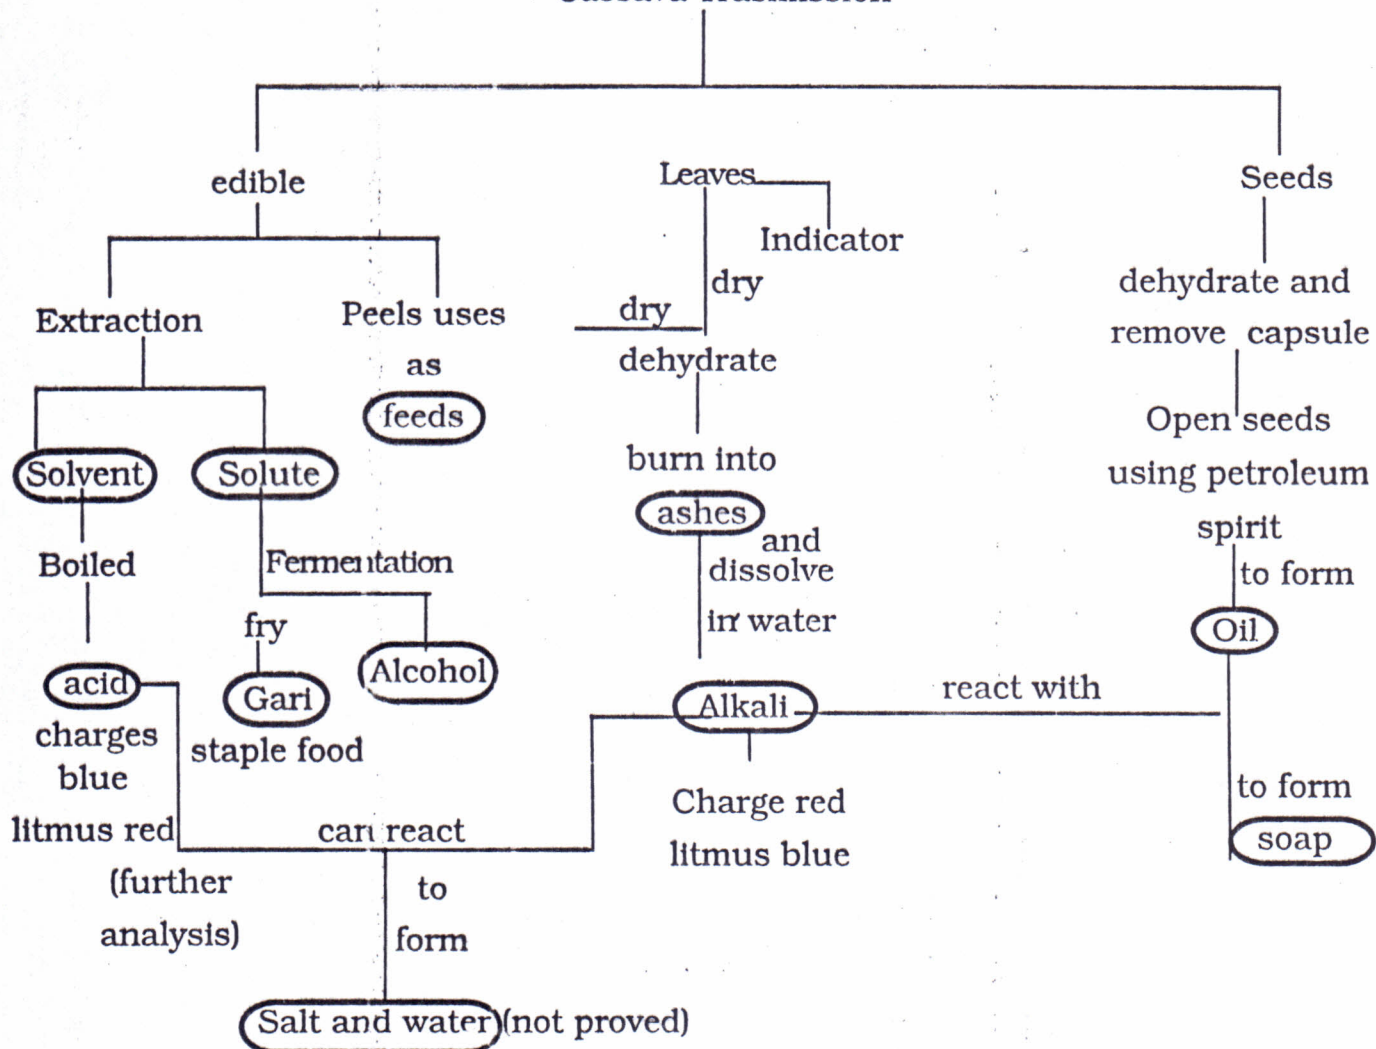 edible
Leaves
Seeds
Indicator
dry
dry
dehydrate
Extraction
Peels uses
as
feeds
dehydrate and
remove capsule
Open seeds
using petroleum
spirit
to form
Oil
Solvent
Solute
burn into
ashes
and
dissolve
in water
Boiled
Fermentation
fry
Alcohol
acid
Gari
charges
blue
litmus red
staple food
Alkali
react with
Charge red
litmus blue
to form
soap
can react
(further
analysis)
to
form
Salt and water (not proved)